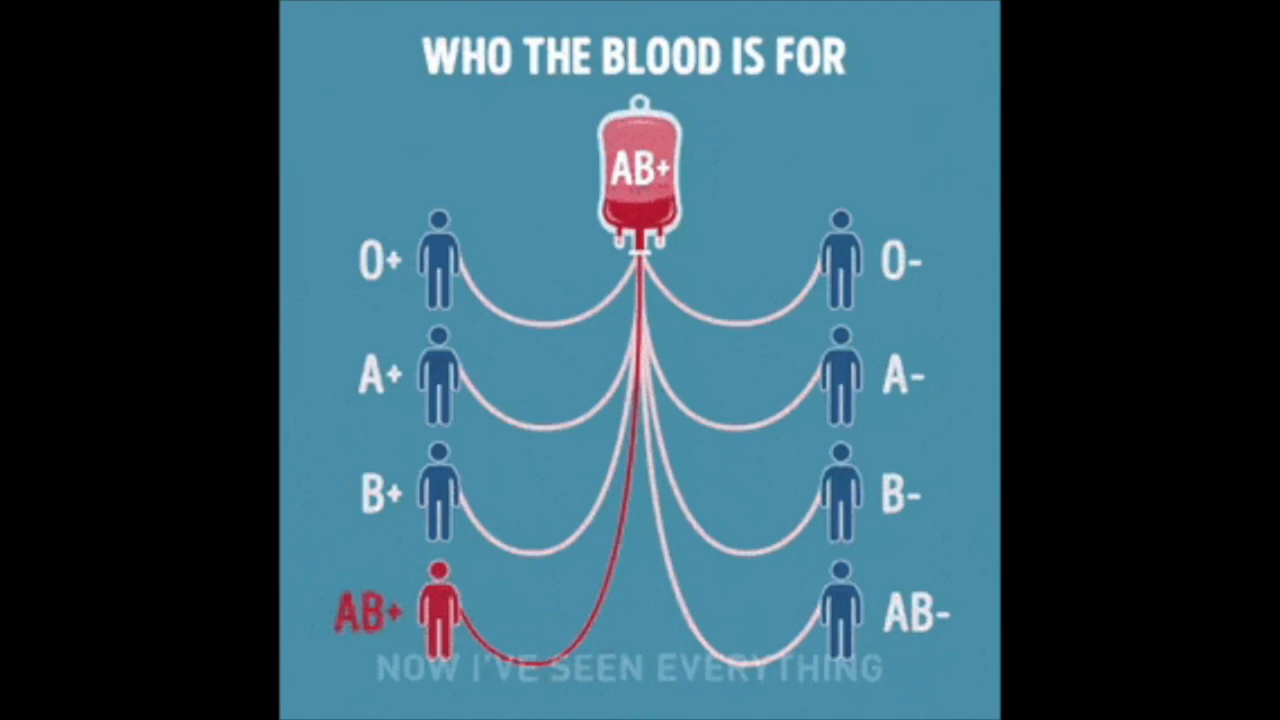 WHO THE BLOOD IS FOR
AB+
O+
O-
A+
A-
B+
B-
AB+
AB-
NOW I'VE SEEN EVERYTHING